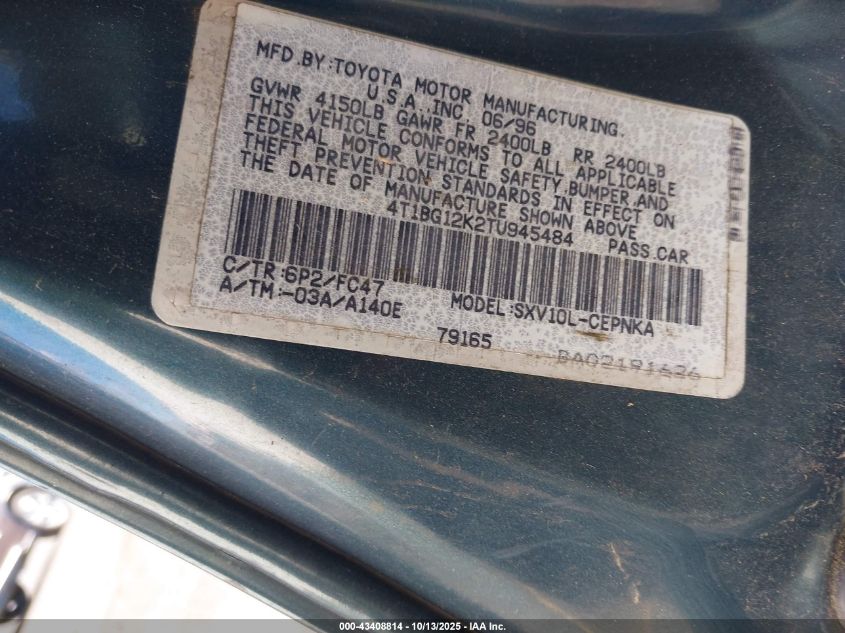 MFD.BY:TOYOTA MOTOR MANUFACTURING.
U.S.A.,INC. 06/96
GVWR 4150LB GAWR FR 2400LB RR 2400LB
THIS VEHICLE CONFORMS TO ALL APPLICABLE
FEDERAL MOTOR VEHICLE SAFETY,BUMPER,AND
THEFT PREVENTION STANDARDS IN EFFECT ON
THE DATE OF MANUFACTURE SHOWN ABOVE
4T1BG12K2TU945484 PASS.CAR
C/TR:6P2/FC47
A/TM:-03A/A140E MODEL:SXV10L-CEPNKA
79165
000-43408814 - 10/13/2025 - IAA Inc.